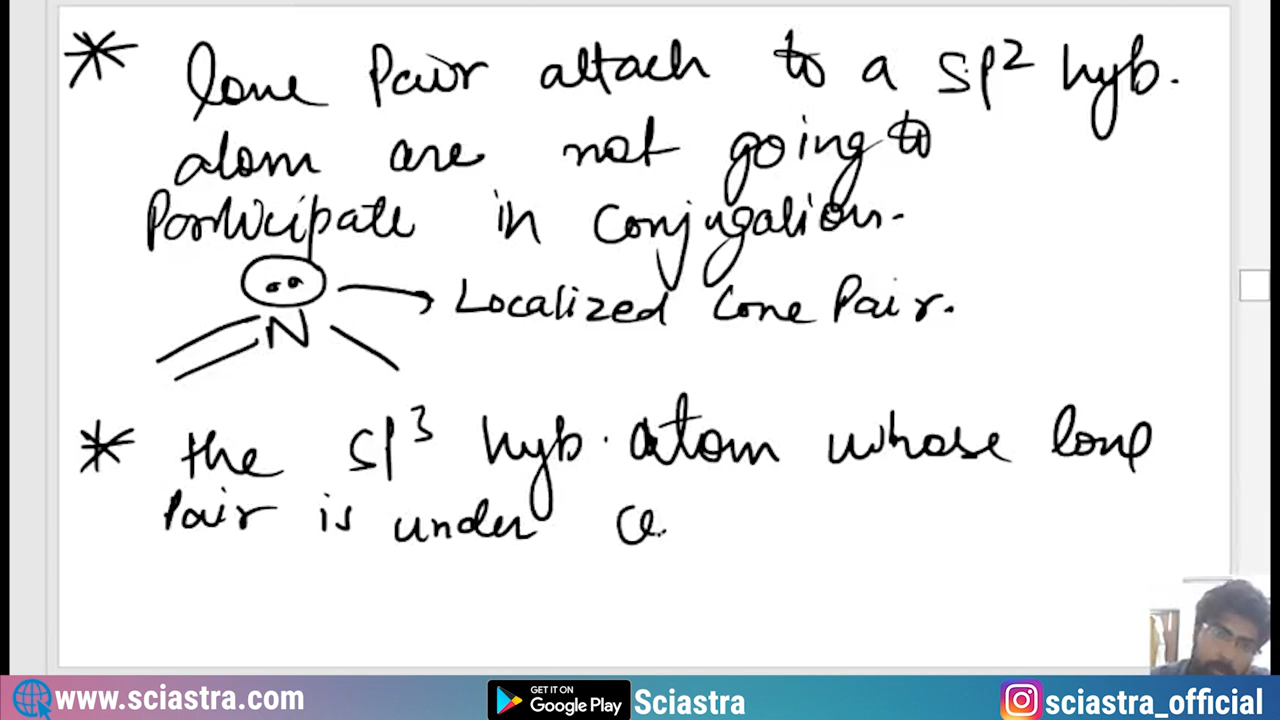 * lone Pair attach to a sp² hyb.
atom are not going to
Participate in Conjugation.
N → Localized lone Pair.
* the sp³ hyb. atom whose lone
Pair is under
www.sciastra.com
GET IT ON
Google Play
Sciastra
sciastra_official